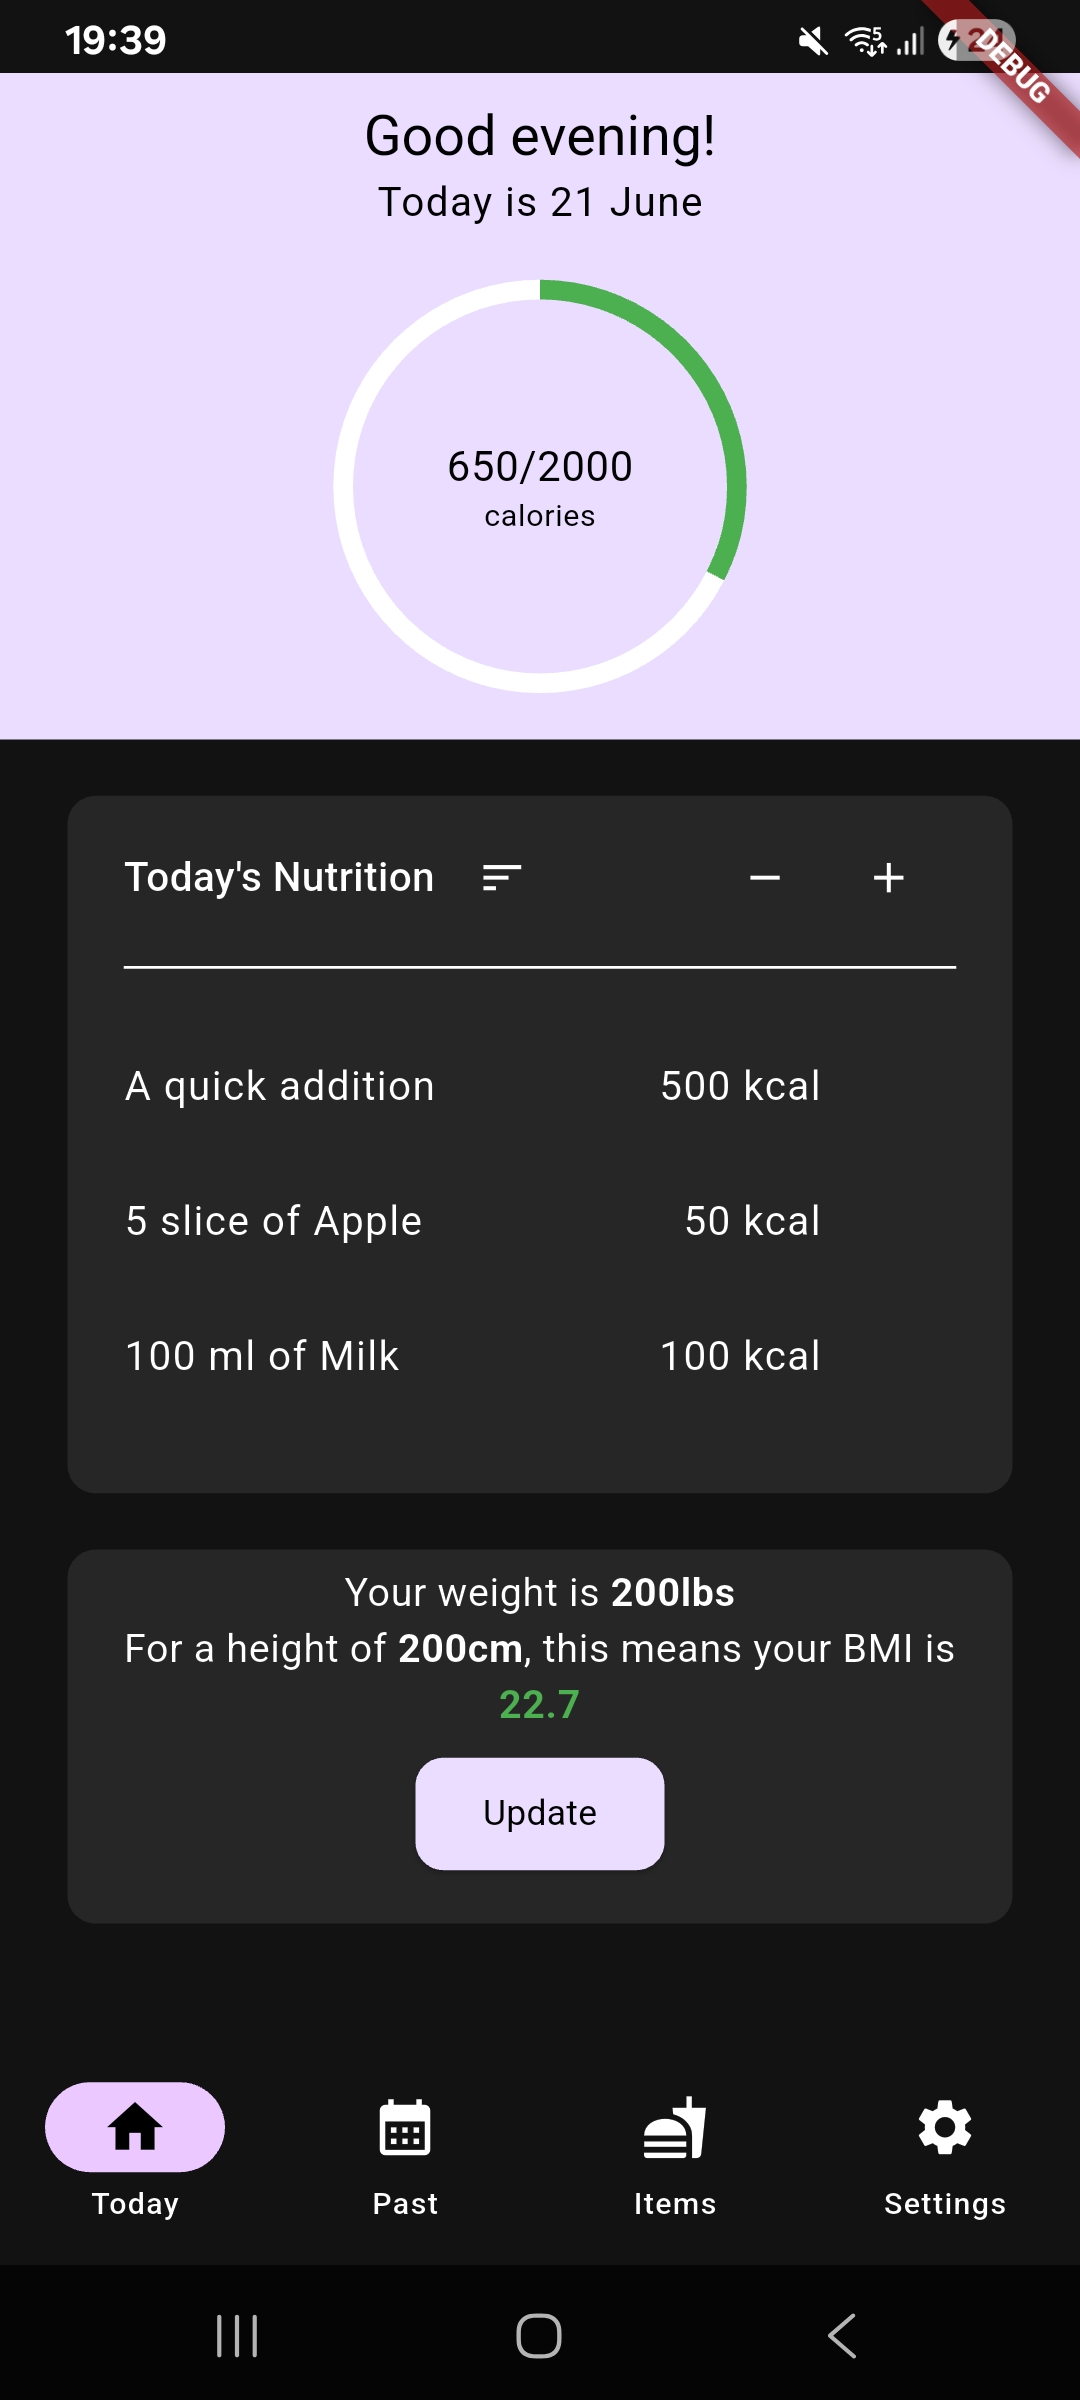 19:39
5
DEBUG
Good evening!
Today is 21 June
650/2000
calories
Today's Nutrition
A quick addition 500 kcal
5 slice of Apple 50 kcal
100 ml of Milk 100 kcal
Your weight is 200lbs
For a height of 200cm, this means your BMI is
22.7
Update
Today Past Items Settings